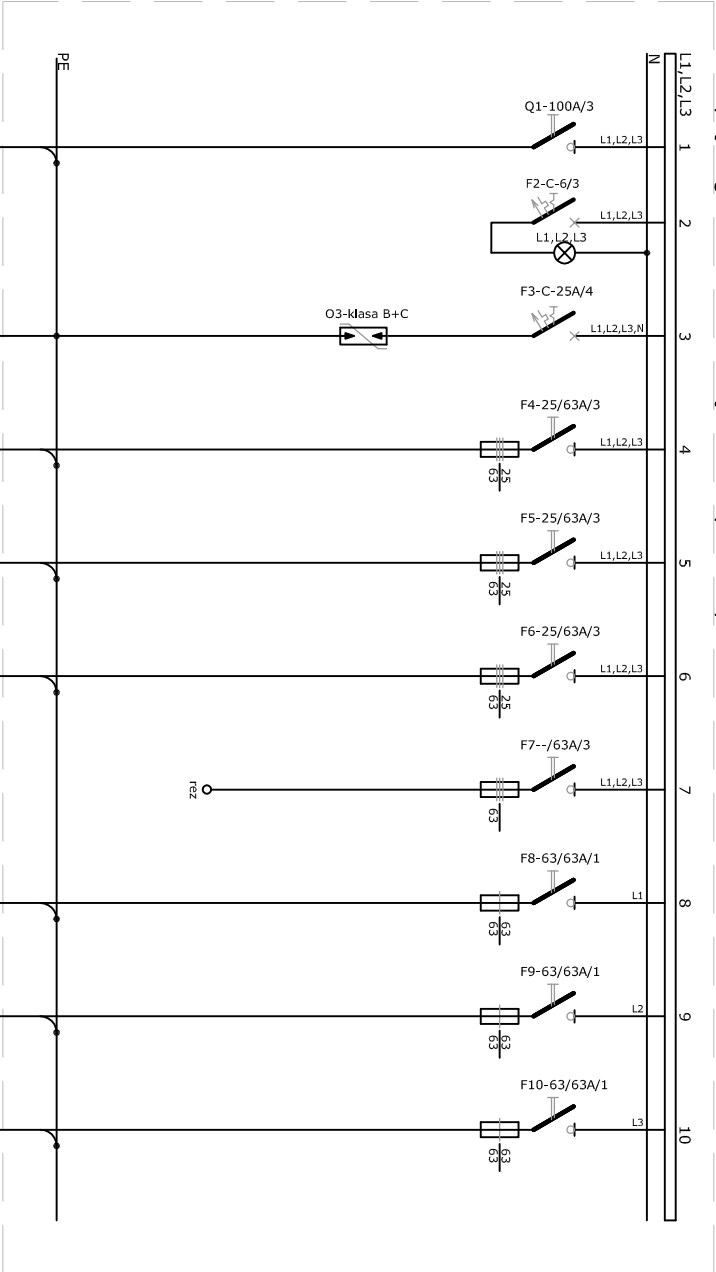 PE
N
L1,L2,L3
Q1-100A/3
L1,L2,L3
1
F2-C-6/3
L1,L2,L3
2
L1,L2,L3
F3-C-25A/4
O3-klasa B+C
L1,L2,L3,N
3
F4-25/63A/3
L1,L2,L3
4
25
63
F5-25/63A/3
L1,L2,L3
5
25
63
F6-25/63A/3
L1,L2,L3
6
25
63
F7--/63A/3
L1,L2,L3
7
rez
63
F8-63/63A/1
L1
8
63
63
F9-63/63A/1
L2
9
63
63
F10-63/63A/1
L3
10
63
63